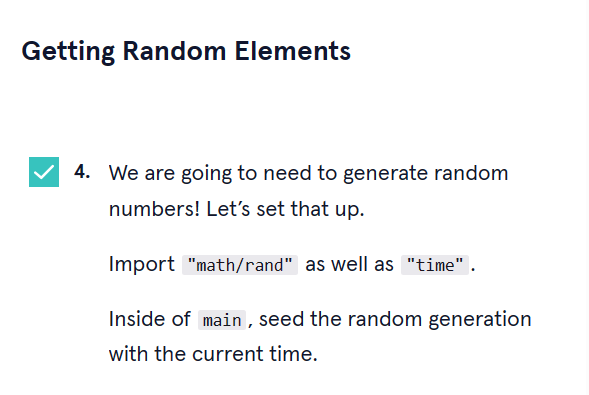 Getting Random Elements
4. We are going to need to generate random
numbers! Let’s set that up.
Import "math/rand" as well as "time".
Inside of main, seed the random generation
with the current time.